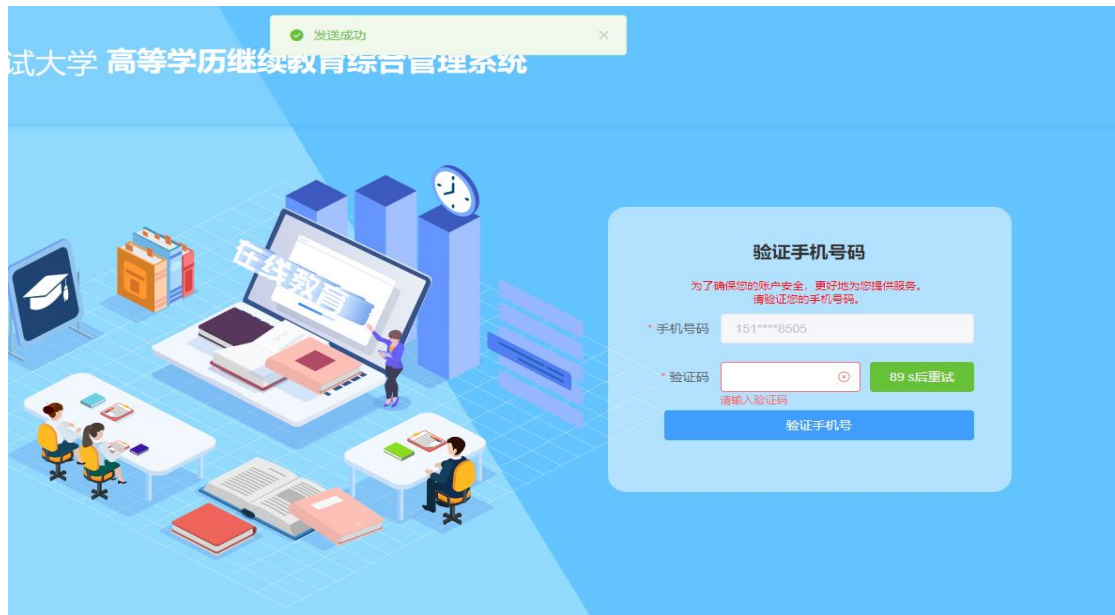 发送成功
试大学 高等学历继续教育综合管理系统
在线教育
验证手机号码
为了确保您的账户安全，更好地为您提供服务。
请验证您的手机号码。
* 手机号码 151****8505
* 验证码 89 s后重试
请输入验证码
验证手机号